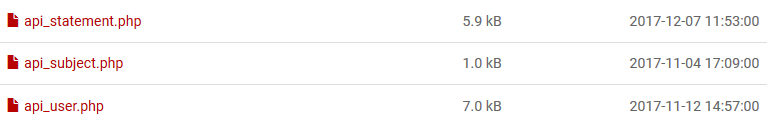 api_statement.php 5.9 kB 2017-12-07 11:53:00
api_subject.php 1.0 kB 2017-11-04 17:09:00
api_user.php 7.0 kB 2017-11-12 14:57:00